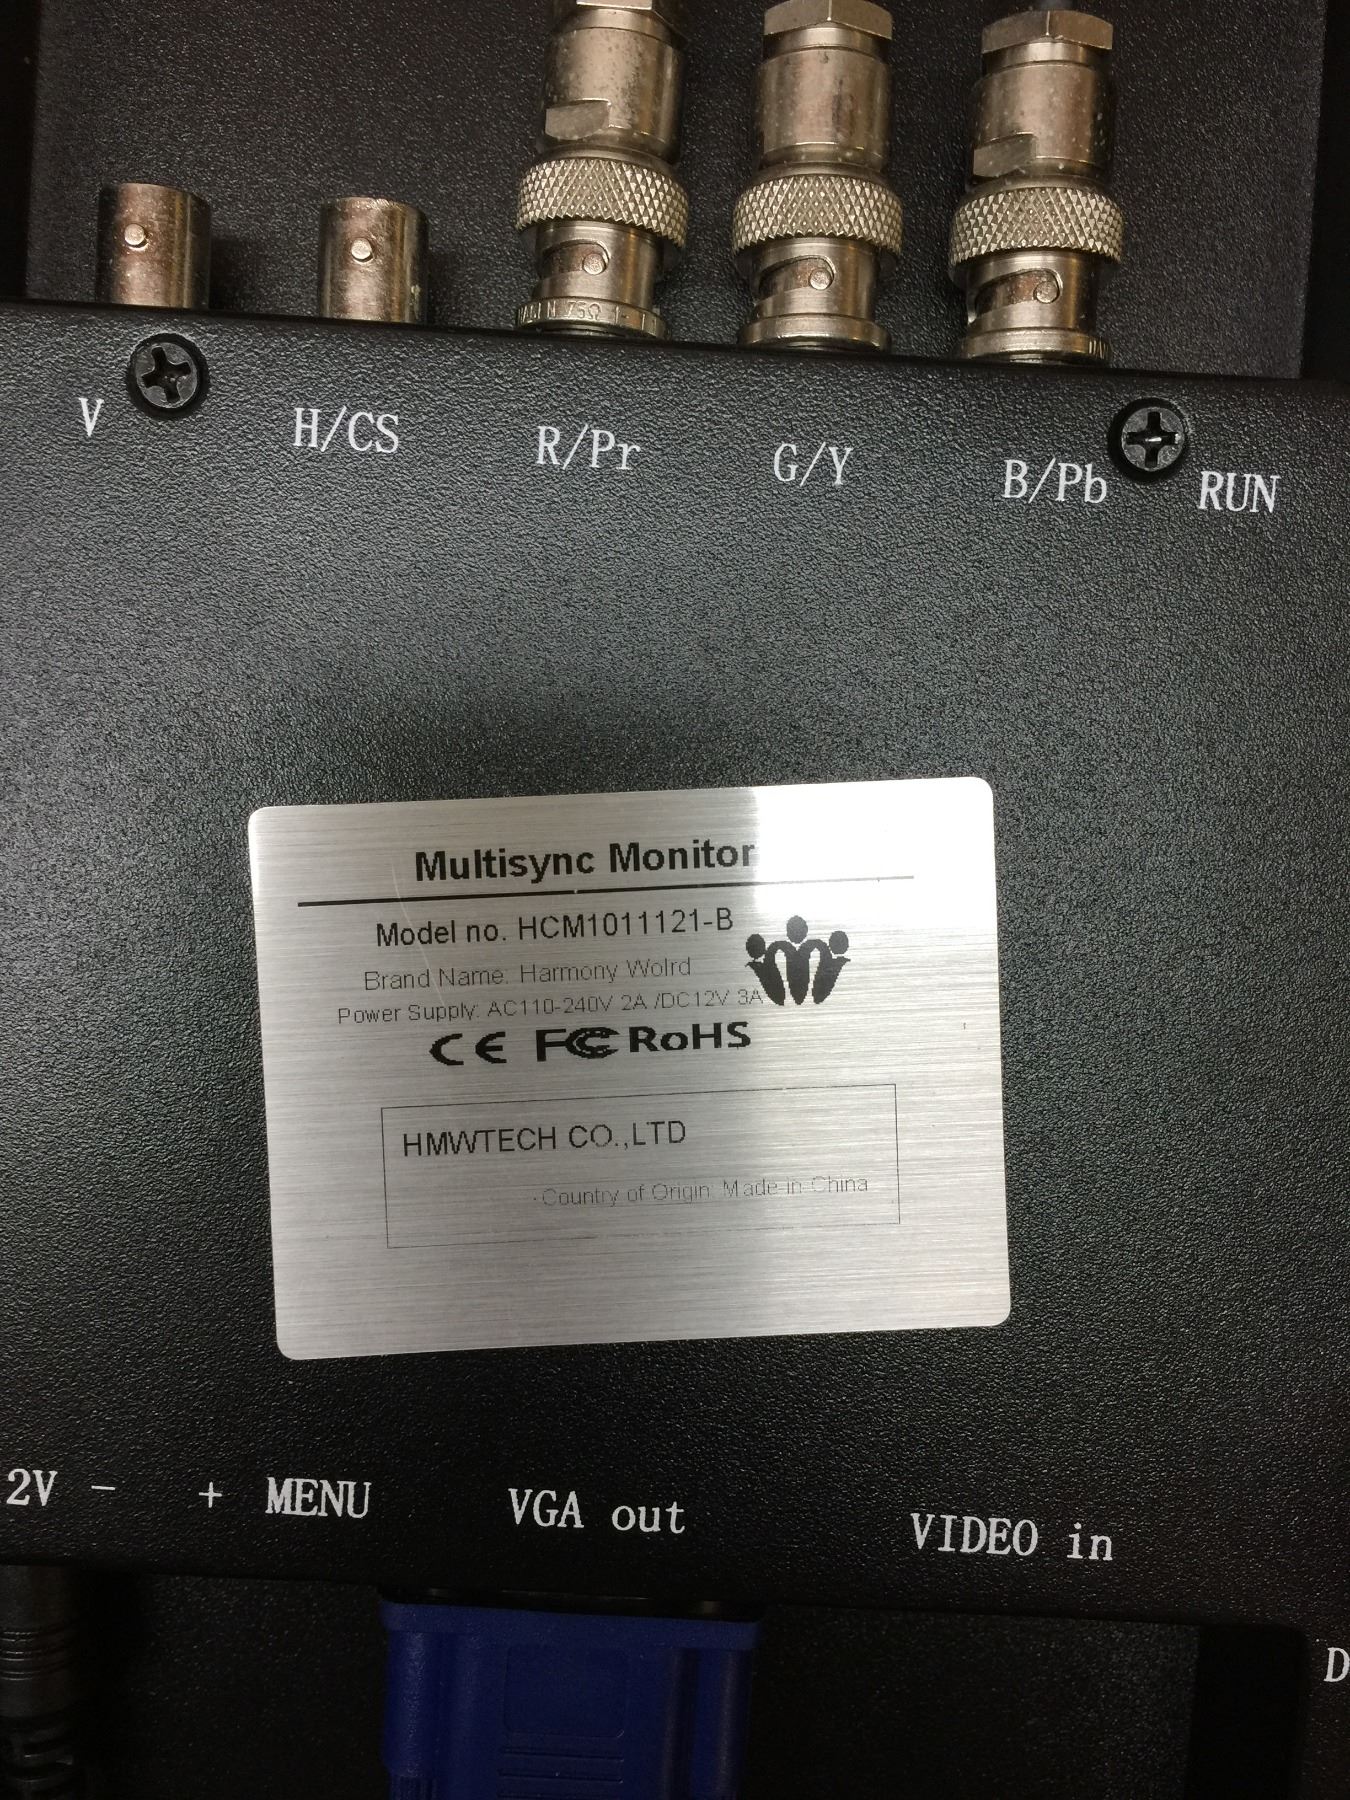 75Ω
V H/CS R/Pr G/Y B/Pb RUN
Multisync Monitor
Model no. HCM1011121-B
Brand Name: Harmony Wolrd
Power Supply: AC110-240V 2A /DC12V 3A
CE FC RoHS
HMWTECH CO.,LTD
Country of Origin: Made in China
2V - + MENU VGA out VIDEO in
D